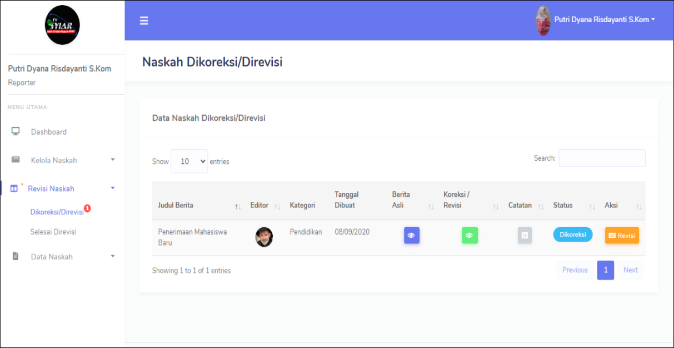 TV
SYIAR
Putri Dyana Risdayanti S.Kom
Putri Dyana Risdayanti S.Kom
Reporter
MENU UTAMA
Dashboard
Kelola Naskah
Revisi Naskah
Dikoreksi/Direvisi 1
Selesai Direvisi
Data Naskah
Naskah Dikoreksi/Direvisi
Data Naskah Dikoreksi/Direvisi
Show 10 entries
Search:
Judul Berita Editor Kategori Tanggal Dibuat Berita Asli Koreksi / Revisi Catatan Status Aksi
Penerimaan Mahasiswa Baru Pendidikan 08/09/2020 Dikoreksi Revisi
Showing 1 to 1 of 1 entries
Previous 1 Next